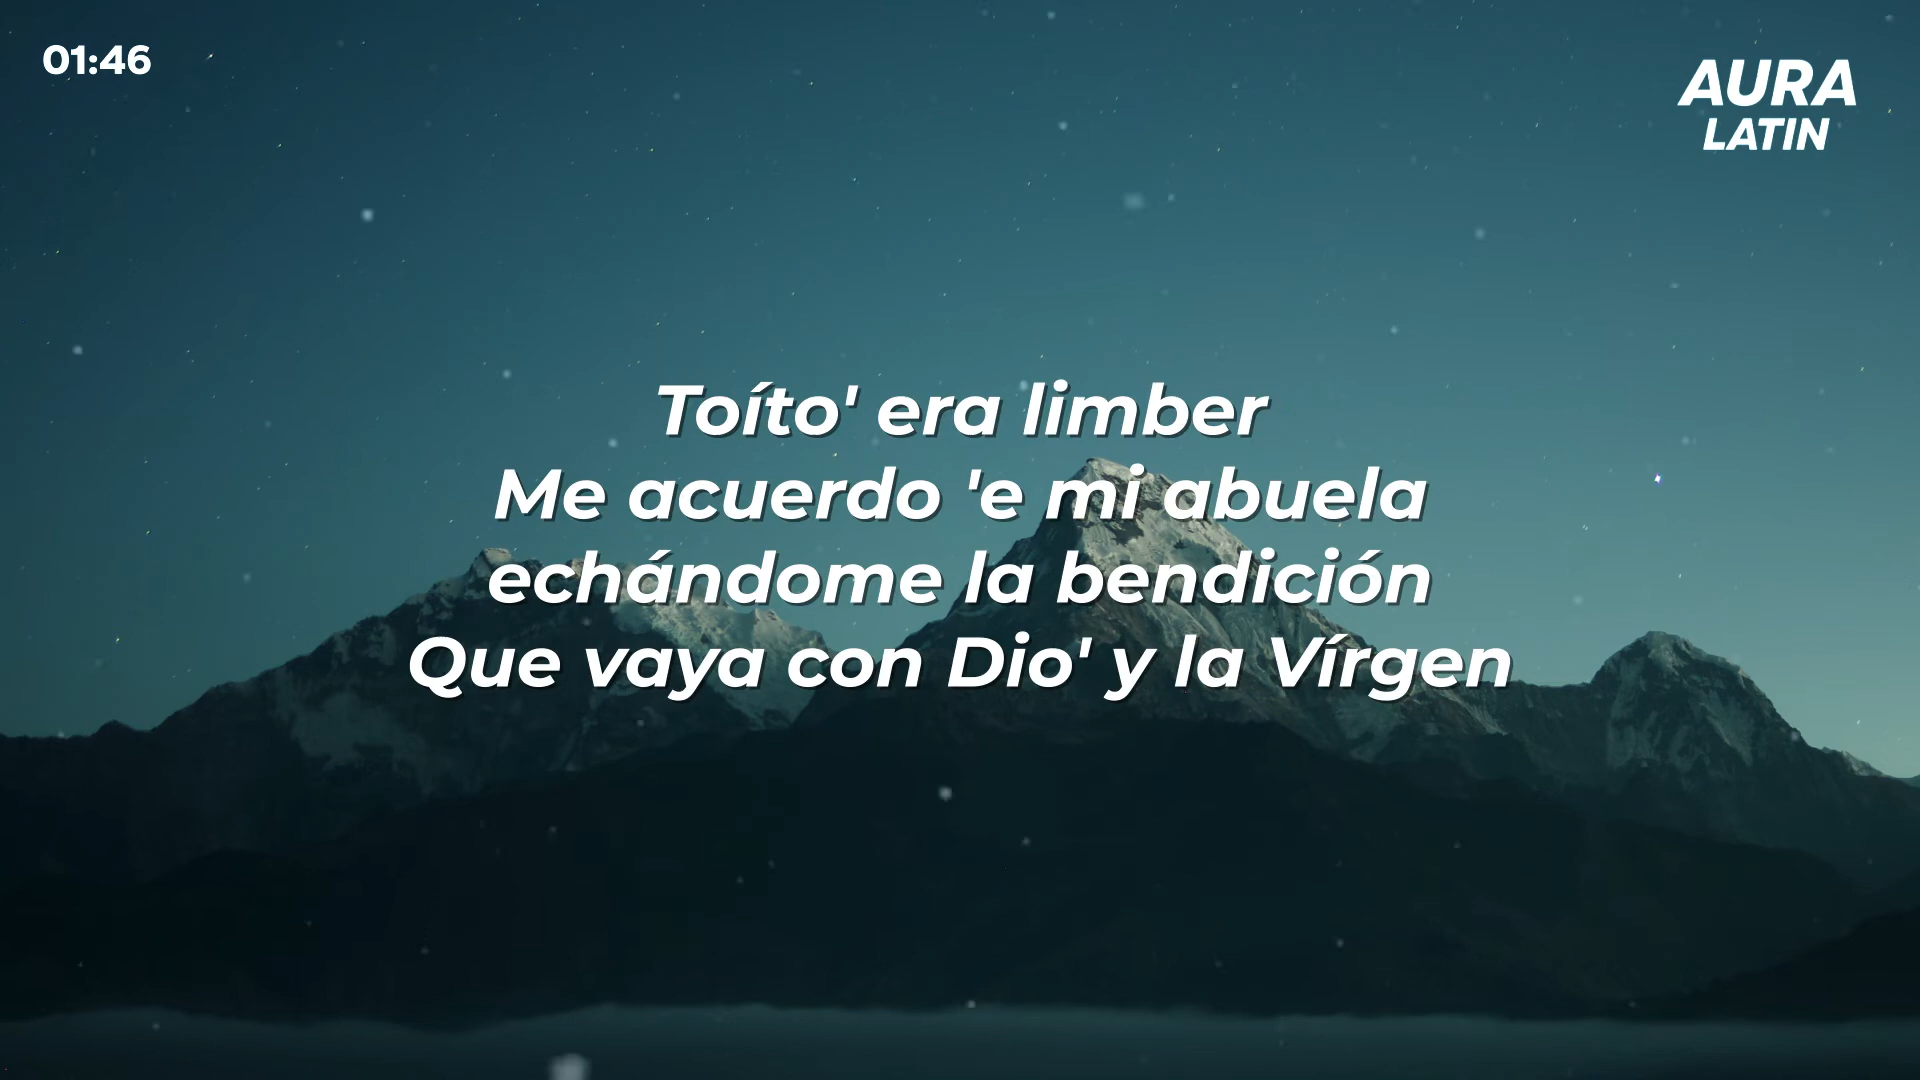 01:46
AURA
LATIN
Toíto' era limber
Me acuerdo 'e mi abuela
echándome la bendición
Que vaya con Dio' y la Vírgen